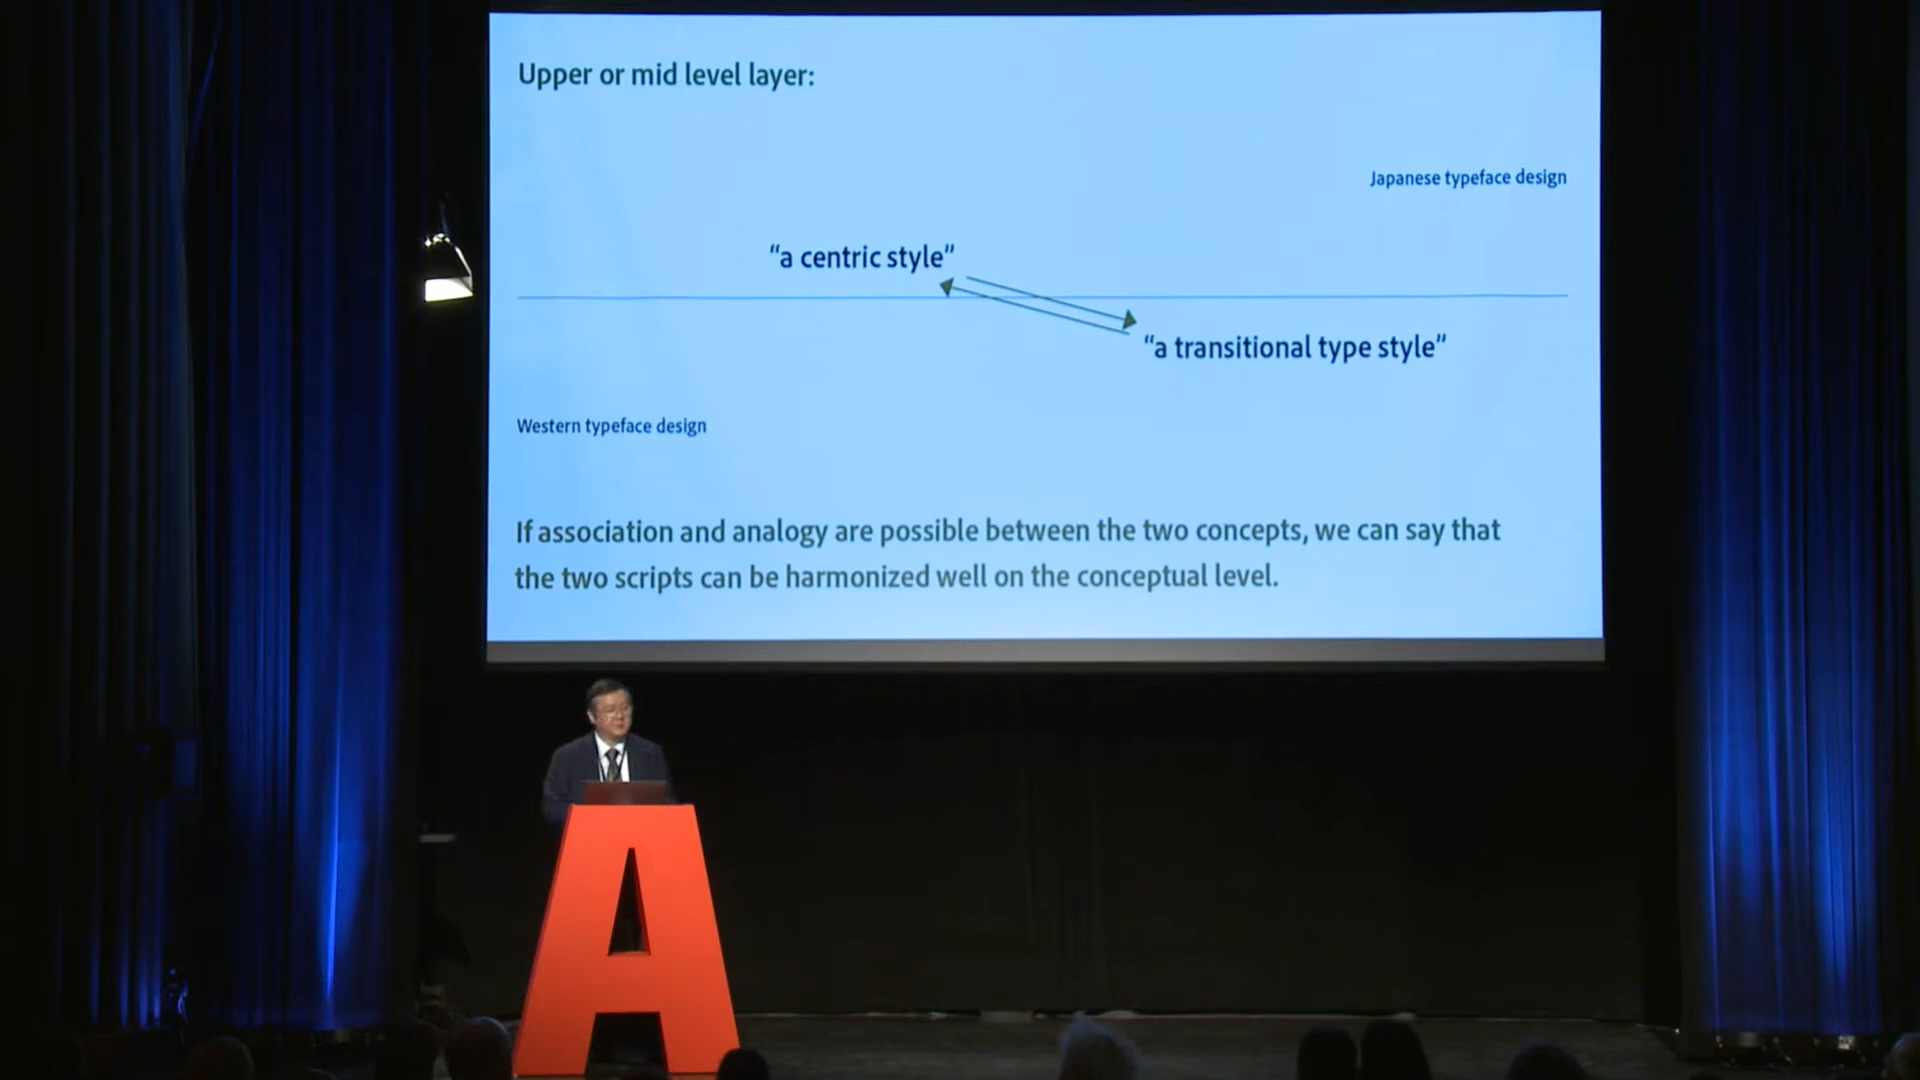 Upper or mid level layer:
Japanese typeface design
“a centric style”
“a transitional type style”
Western typeface design
If association and analogy are possible between the two concepts, we can say that
the two scripts can be harmonized well on the conceptual level.
A